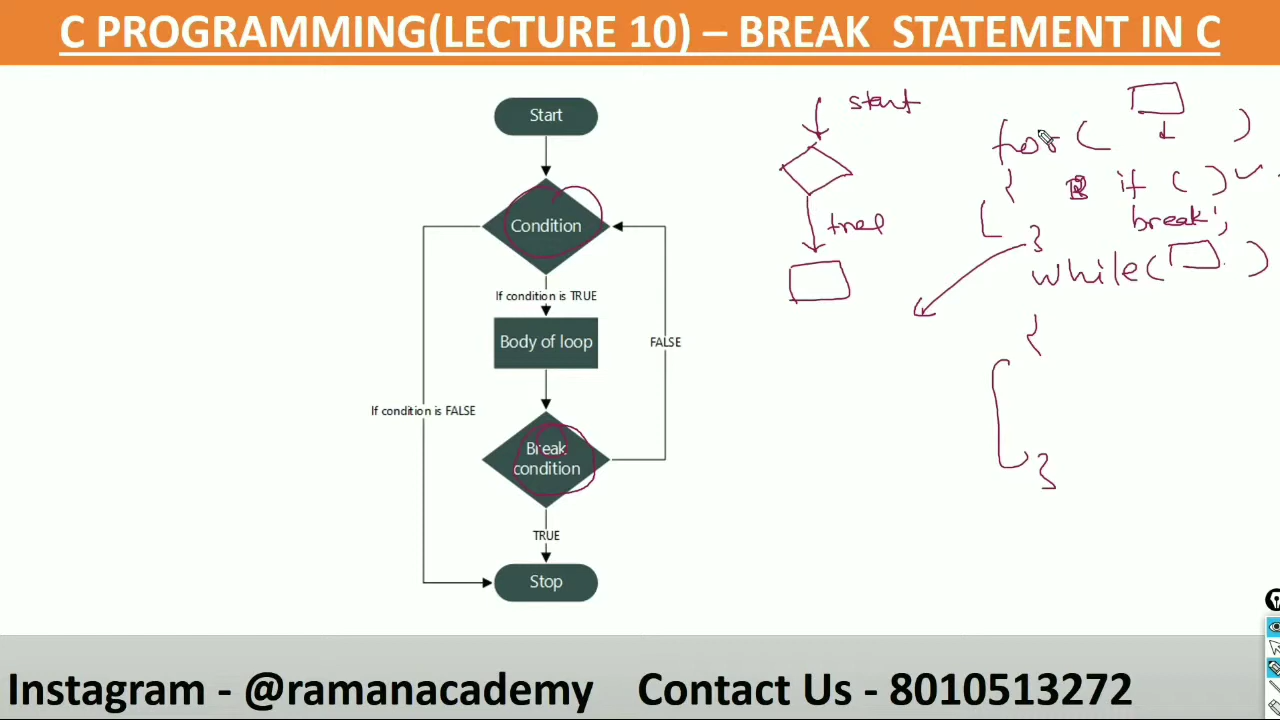 C PROGRAMMING(LECTURE 10) – BREAK STATEMENT IN C
Start
Condition
If condition is TRUE
Body of loop
FALSE
If condition is FALSE
Break
condition
TRUE
Stop
start
true
for ( )
{ if ( )
break;
}
while( )
{
}
Instagram - @ramanacademy Contact Us - 8010513272